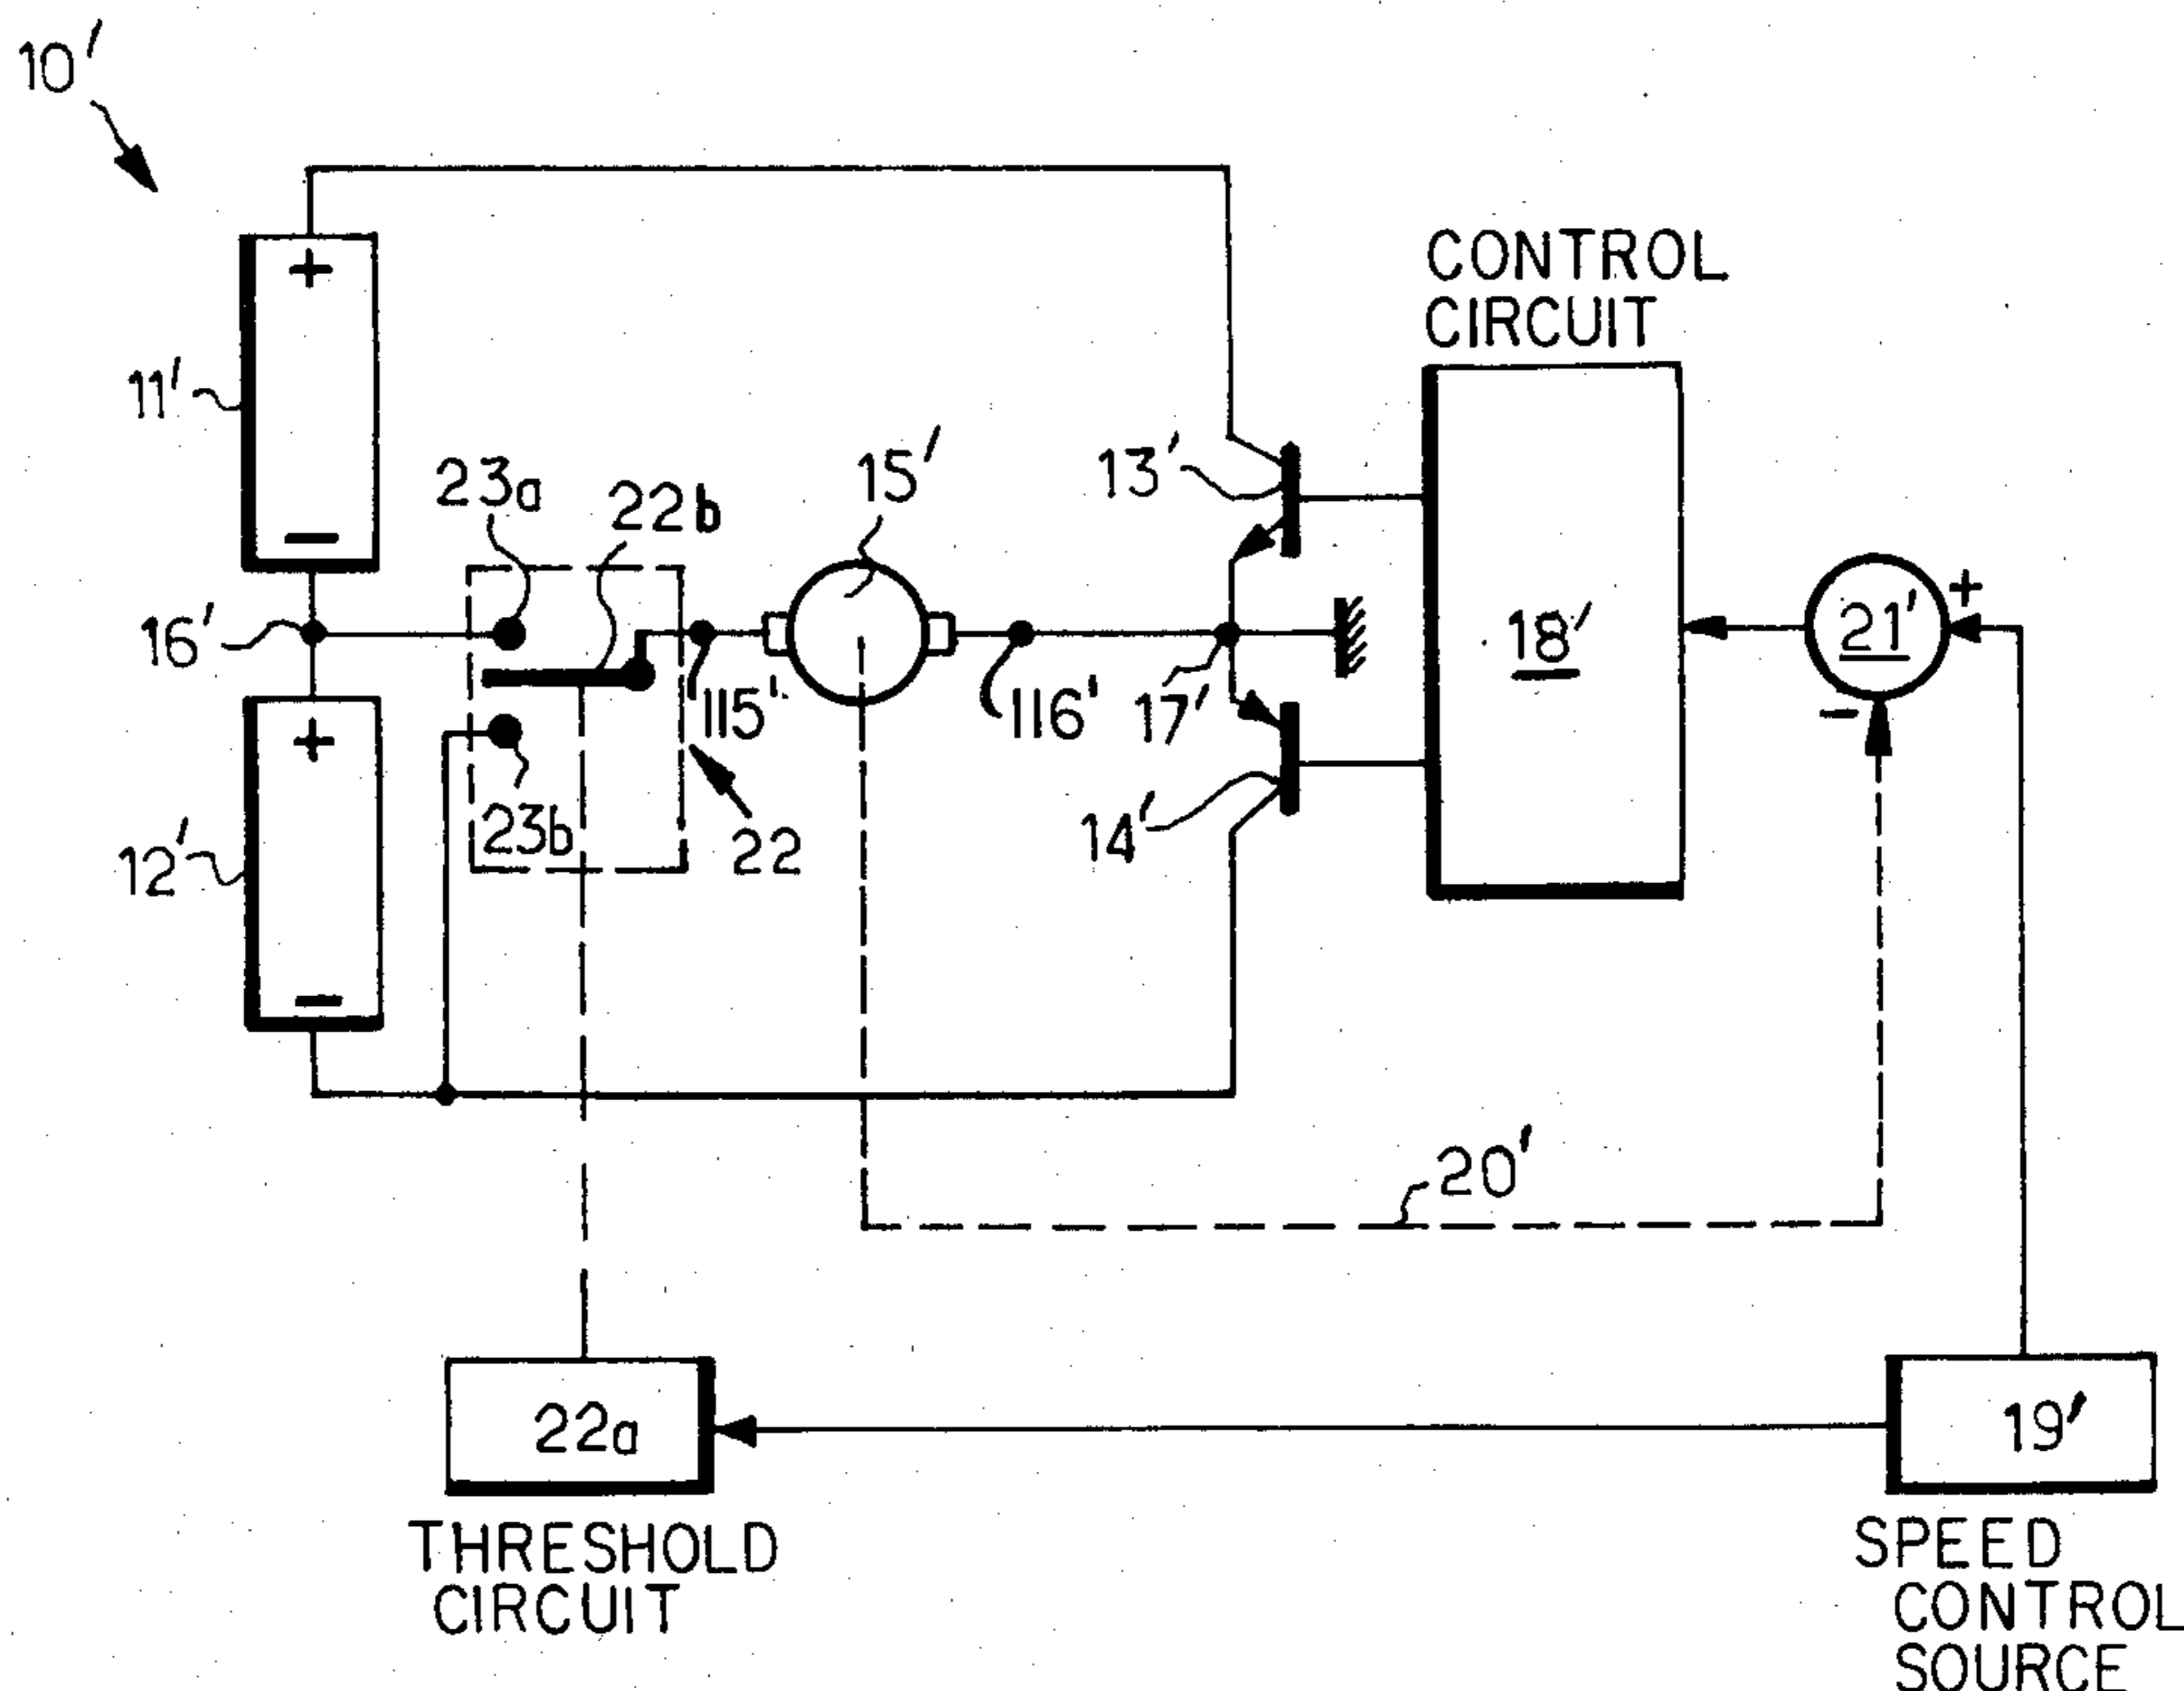 10'
CONTROL
CIRCUIT
+
11'
23a
22b
15'
13'
−
16'
115'
116'
17'
18'
21'
+
−
+
12'
23b
22
14'
−
20'
22a
19'
THRESHOLD
CIRCUIT
SPEED
CONTROL
SOURCE